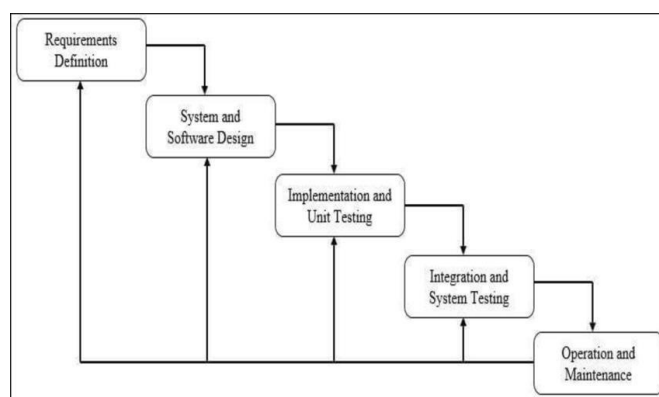 Requirements
Definition
System and
Software Design
Implementation and
Unit Testing
Integration and
System Testing
Operation and
Maintenance